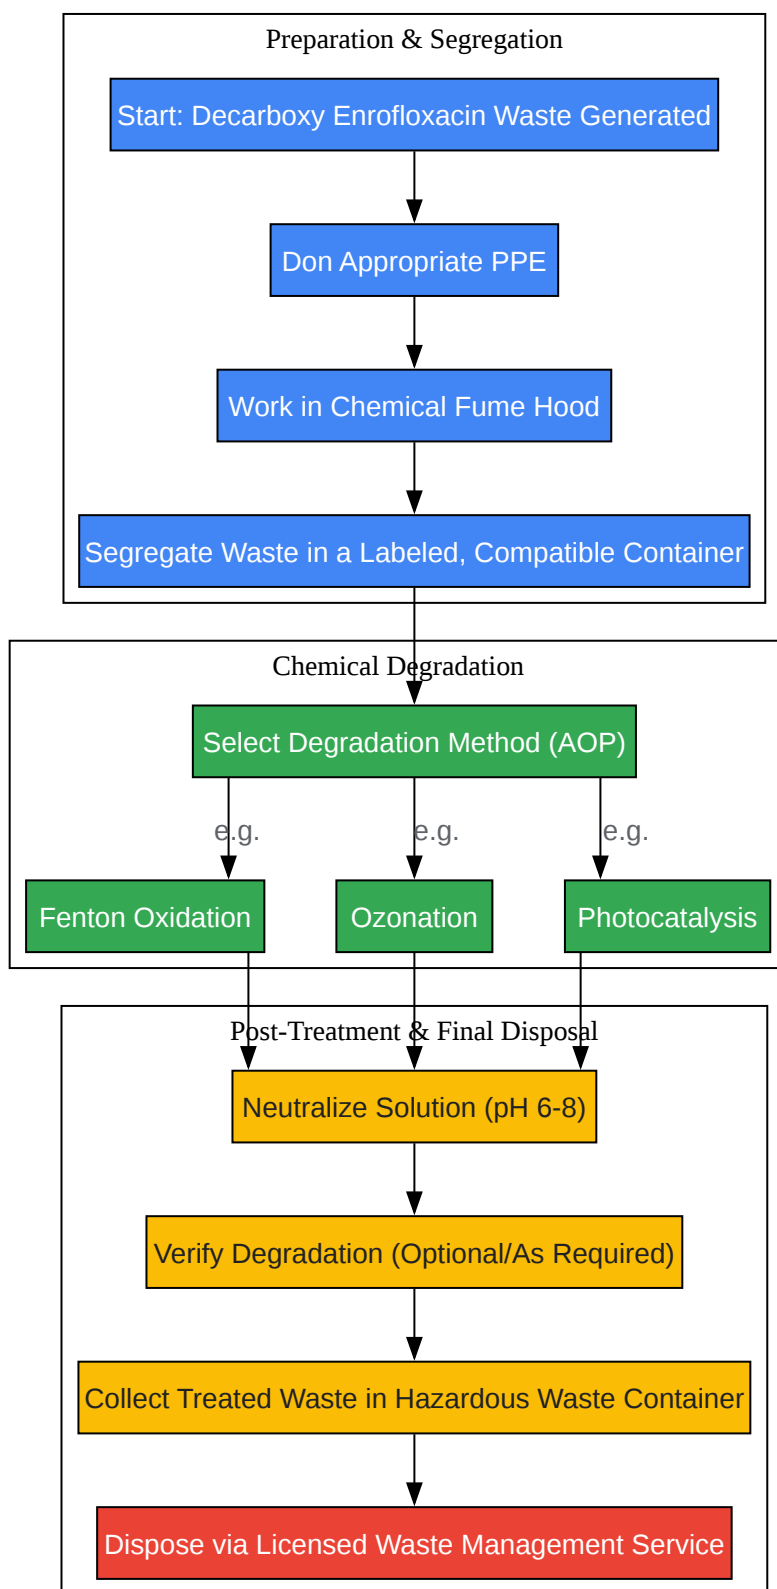 Preparation & Segregation
Start: Decarboxy Enrofloxacin Waste Generated
Don Appropriate PPE
Work in Chemical Fume Hood
Segregate Waste in a Labeled, Compatible Container
Chemical Degradation
Select Degradation Method (AOP)
e.g.
e.g.
e.g.
Fenton Oxidation
Ozonation
Photocatalysis
Post-Treatment & Final Disposal
Neutralize Solution (pH 6-8)
Verify Degradation (Optional/As Required)
Collect Treated Waste in Hazardous Waste Container
Dispose via Licensed Waste Management Service